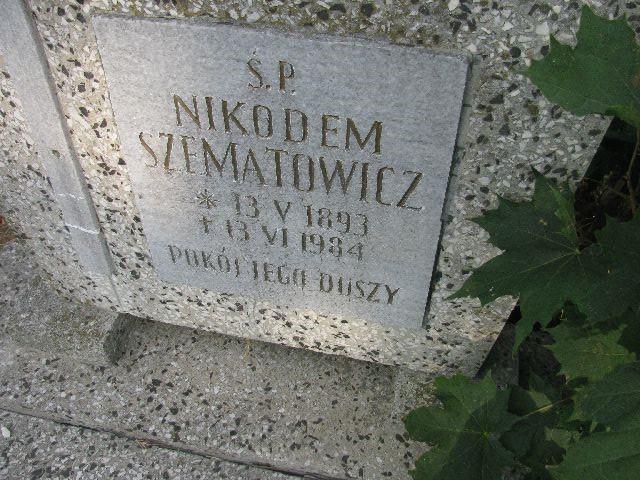 Ś.P.
NIKODEM
SZEMATOWICZ
* 13 V 1893
† 13 VI 1984
POKÓJ JEGO DUSZY